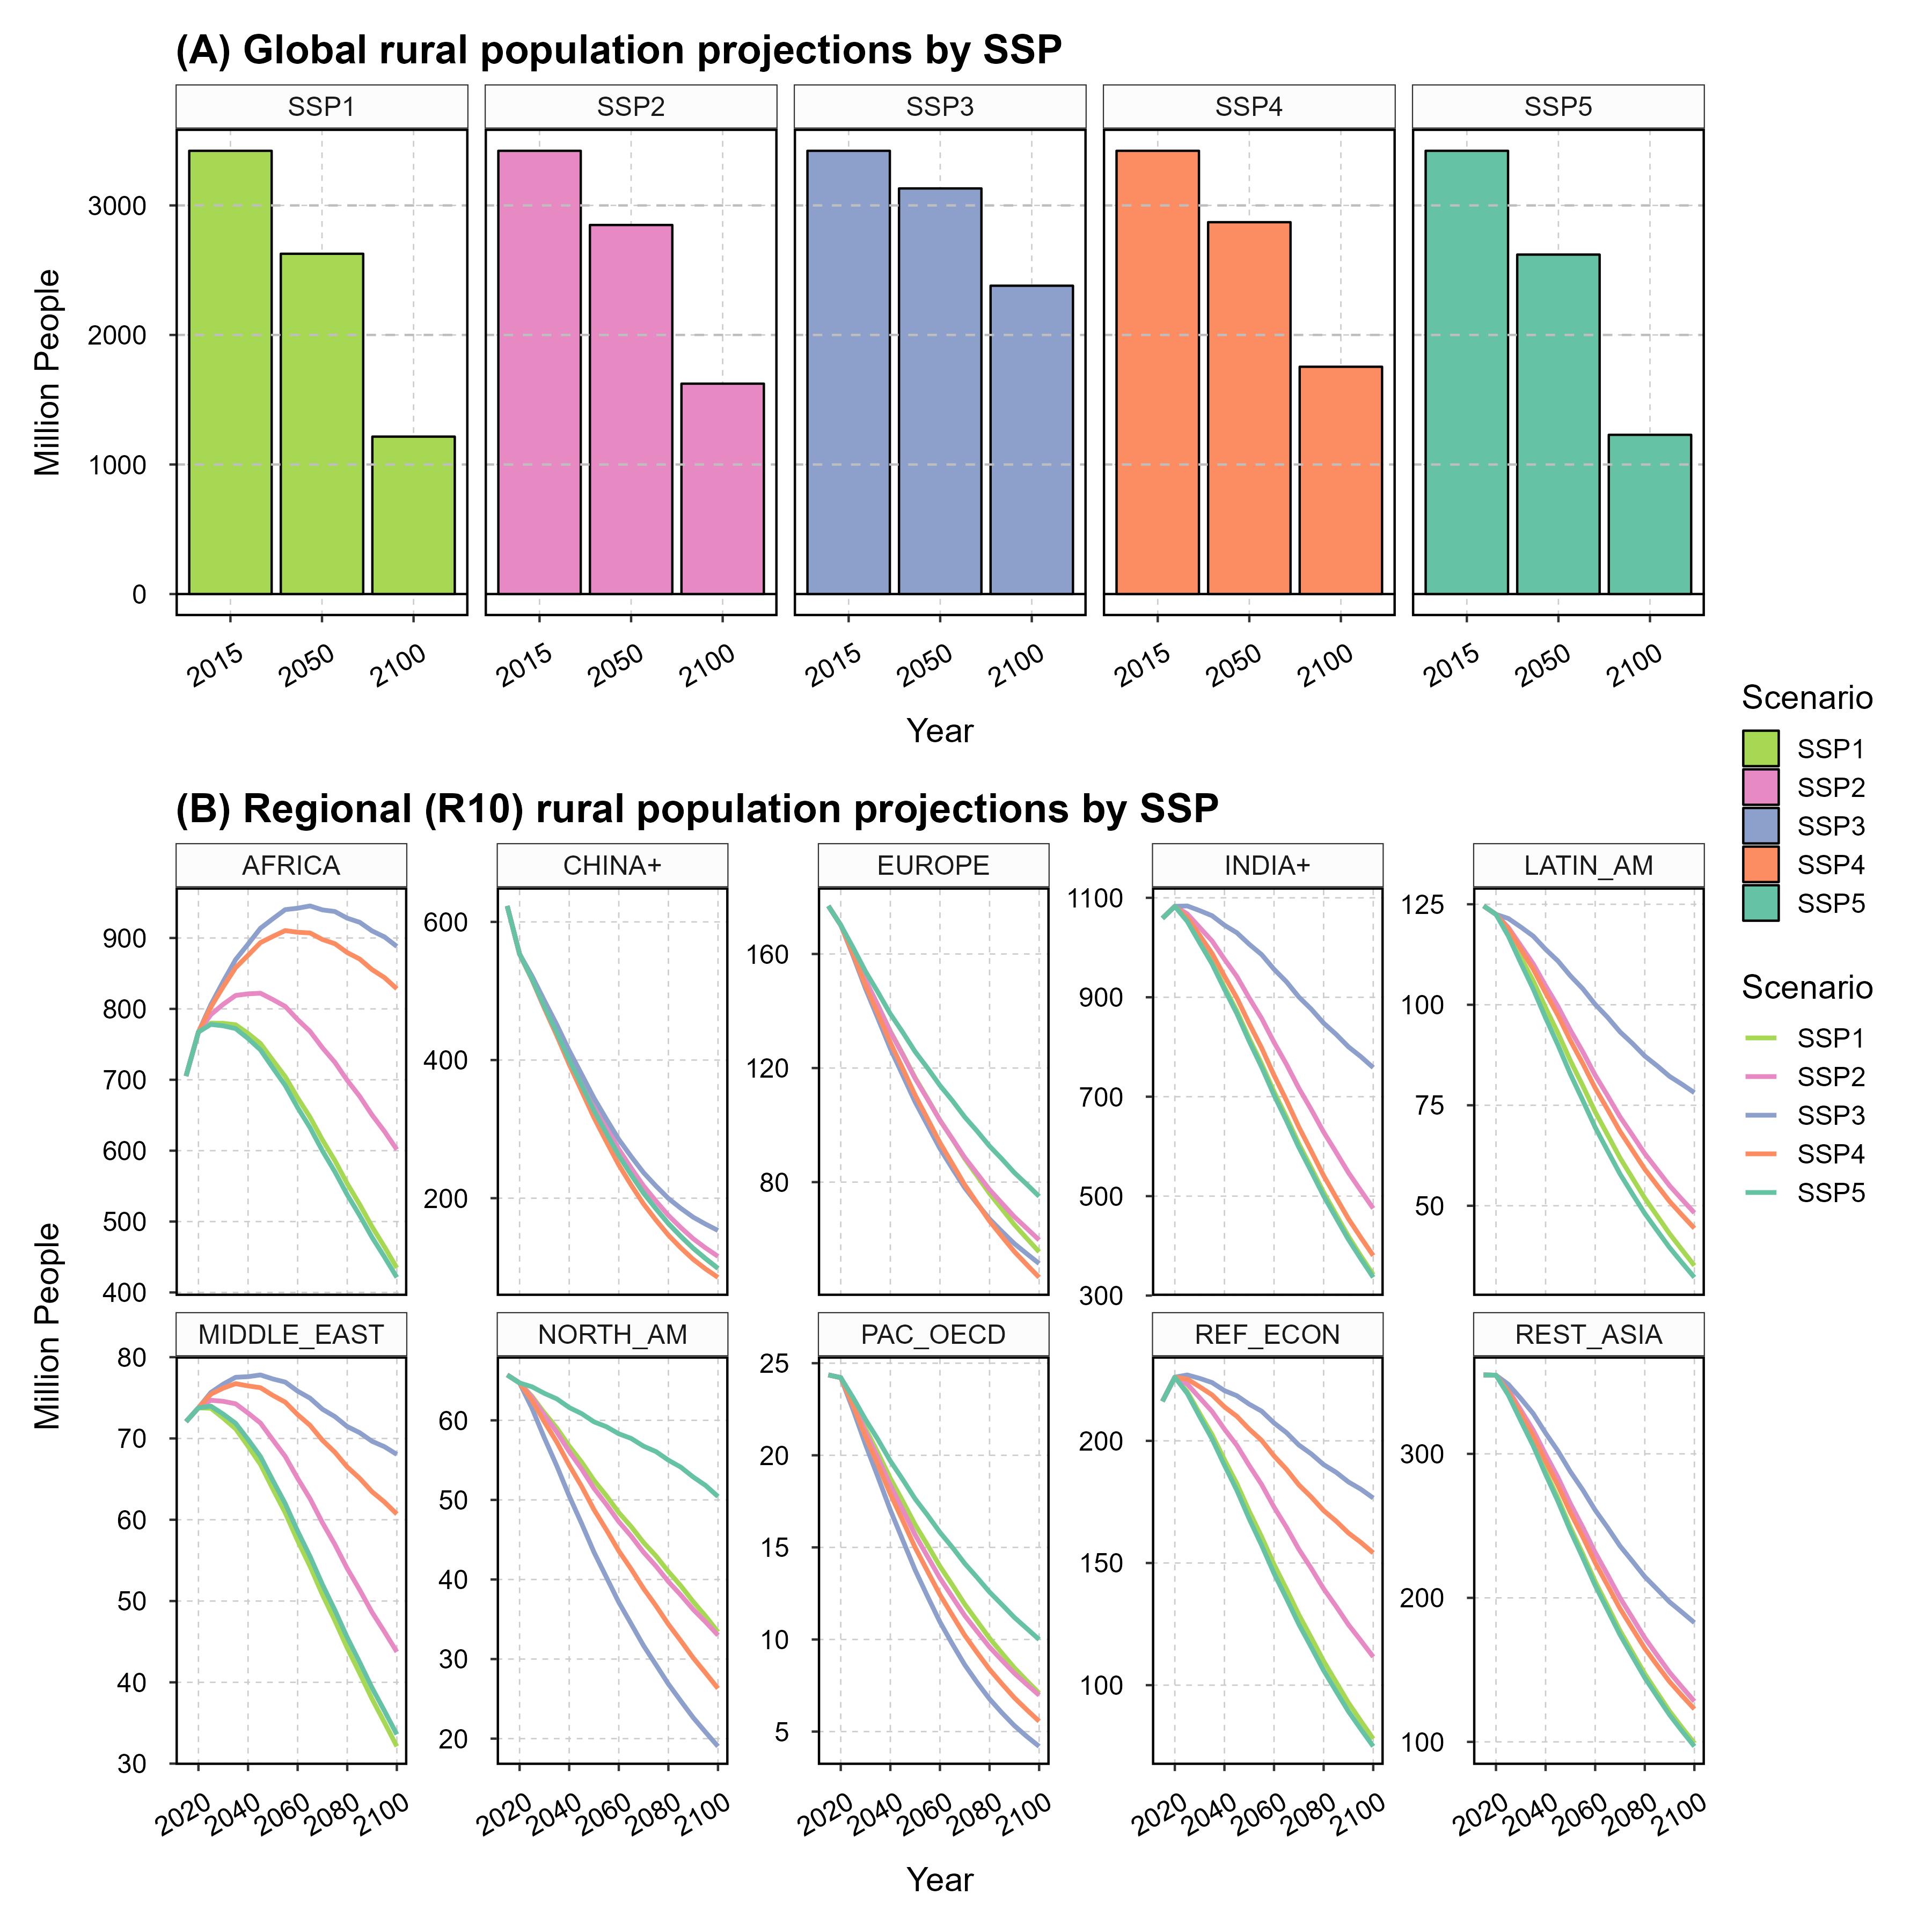 (A) Global rural population projections by SSP
SSP1 SSP2 SSP3 SSP4 SSP5
Million People
3000
2000
1000
0
2015 2050 2100 2015 2050 2100 2015 2050 2100 2015 2050 2100 2015 2050 2100
Year
Scenario
SSP1
SSP2
SSP3
SSP4
SSP5
Scenario
SSP1
SSP2
SSP3
SSP4
SSP5
(B) Regional (R10) rural population projections by SSP
Million People
AFRICA
900
800
700
600
500
400
CHINA+
600
400
200
EUROPE
160
120
80
INDIA+
1100
900
700
500
300
LATIN_AM
125
100
75
50
MIDDLE_EAST
80
70
60
50
40
30
2020 2040 2060 2080 2100
NORTH_AM
60
50
40
30
20
2020 2040 2060 2080 2100
PAC_OECD
25
20
15
10
5
2020 2040 2060 2080 2100
REF_ECON
200
150
100
2020 2040 2060 2080 2100
REST_ASIA
300
200
100
2020 2040 2060 2080 2100
Year